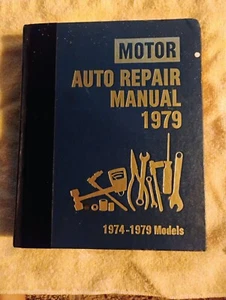 MOTOR
AUTO REPAIR
MANUAL
1979
1974-1979 Models